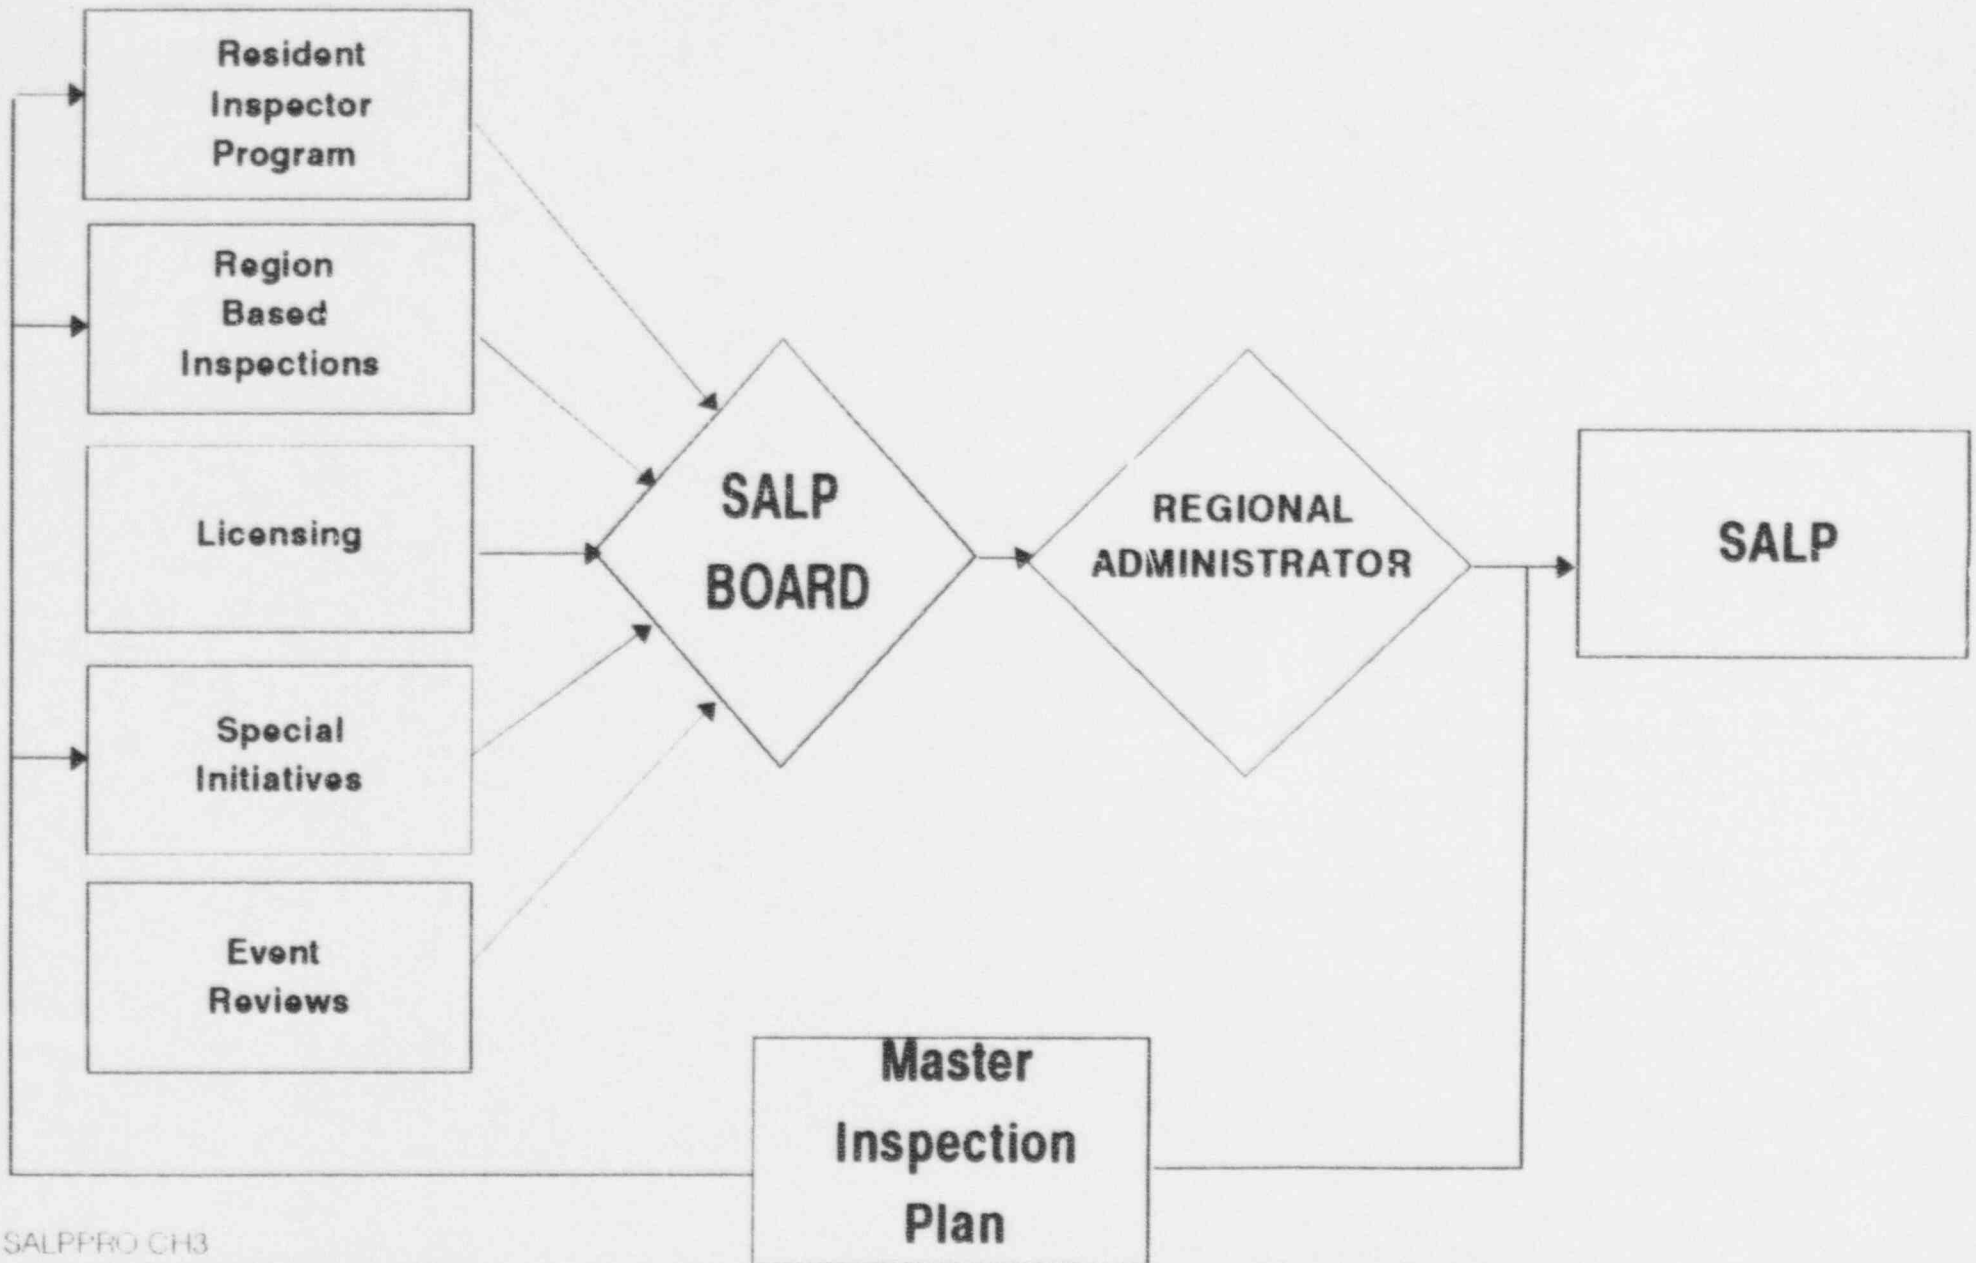 Resident
Inspector
Program
Region
Based
Inspections
Licensing
Special
Initiatives
Event
Reviews
SALP
BOARD
REGIONAL
ADMINISTRATOR
SALP
Master
Inspection
Plan
SALPPRO.CH3